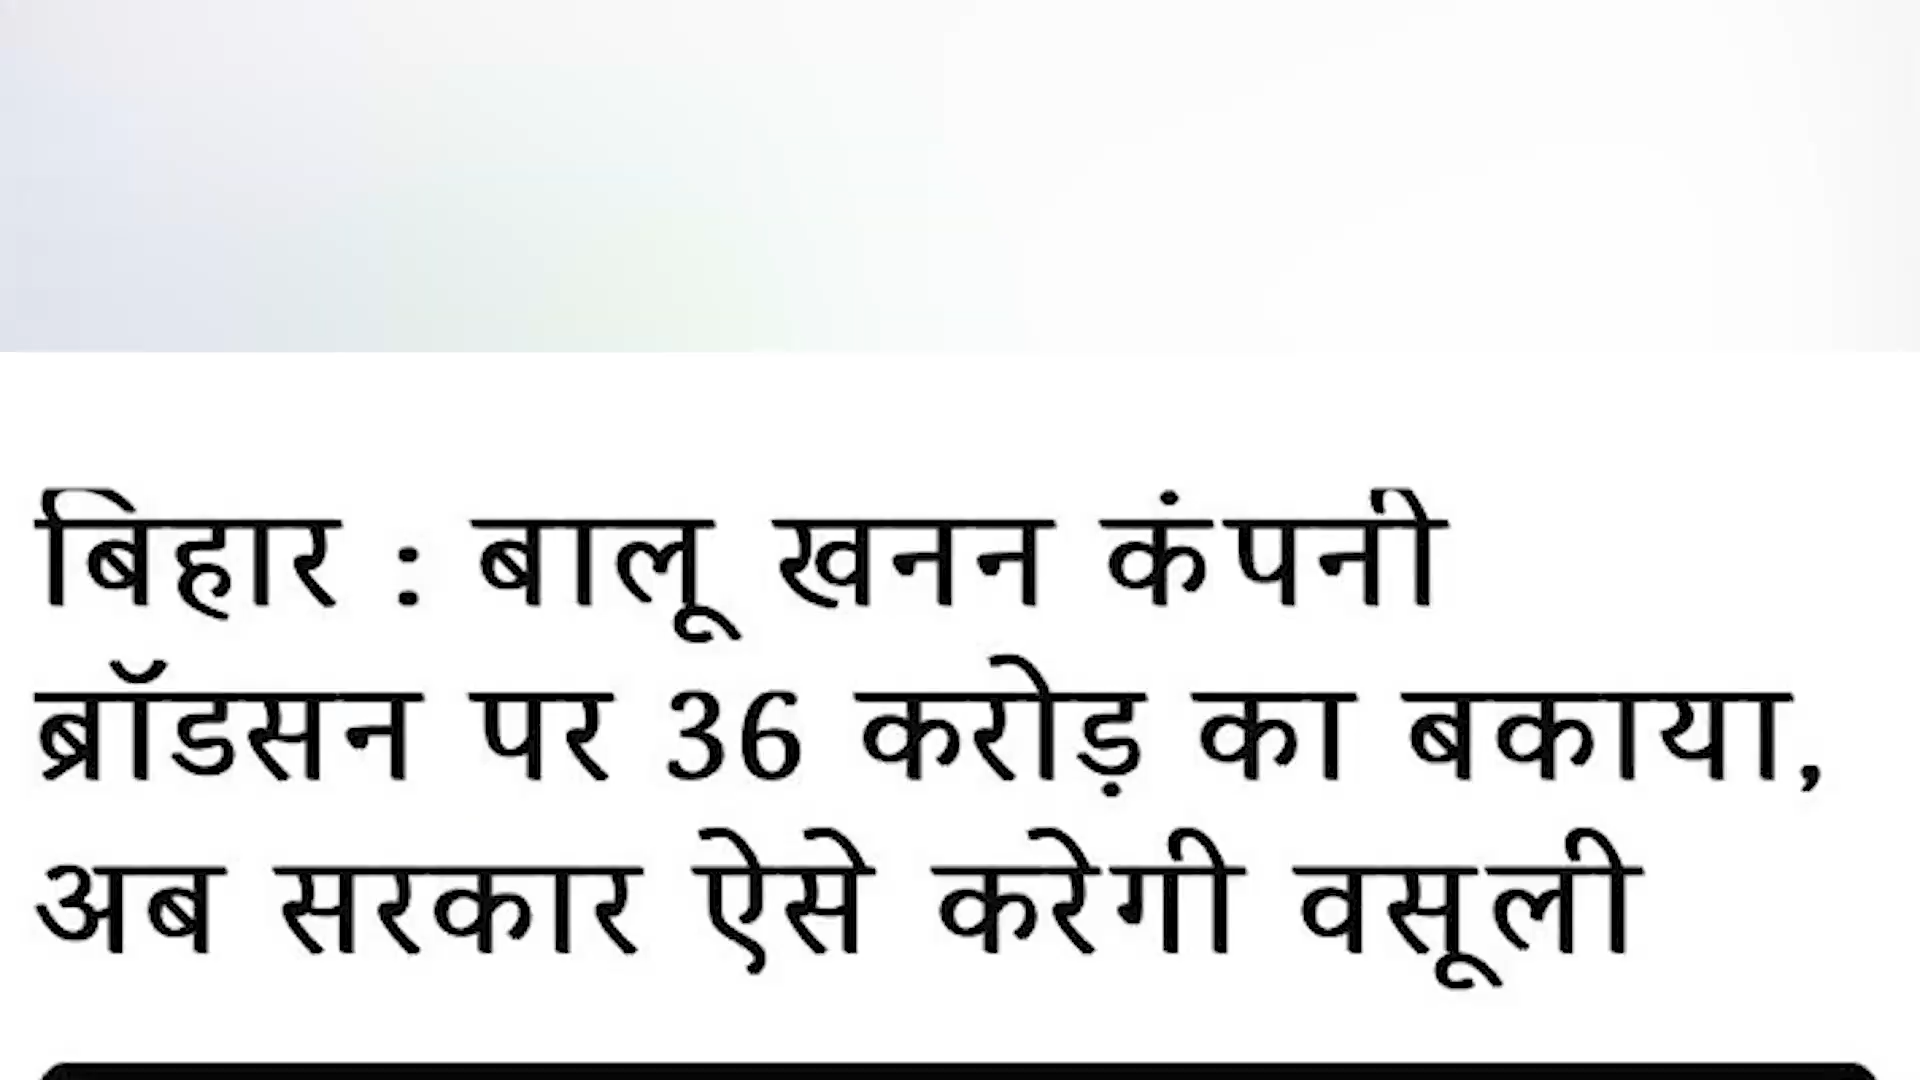 बिहार : बालू खनन कंपनी
ब्रॉडसन पर 36 करोड़ का बकाया,
अब सरकार ऐसे करेगी वसूली